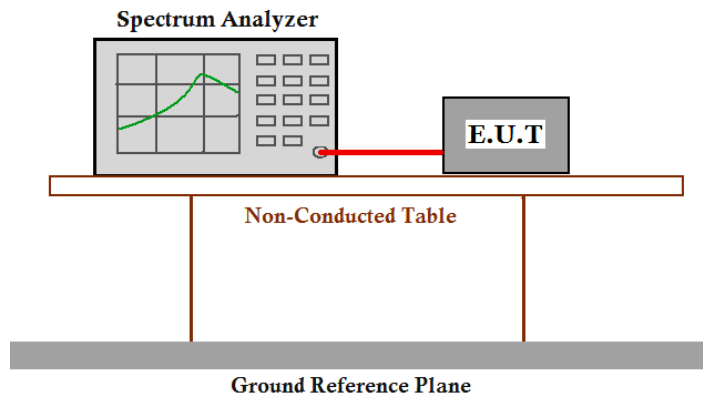 Spectrum Analyzer
E.U.T
Non-Conducted Table
Ground Reference Plane